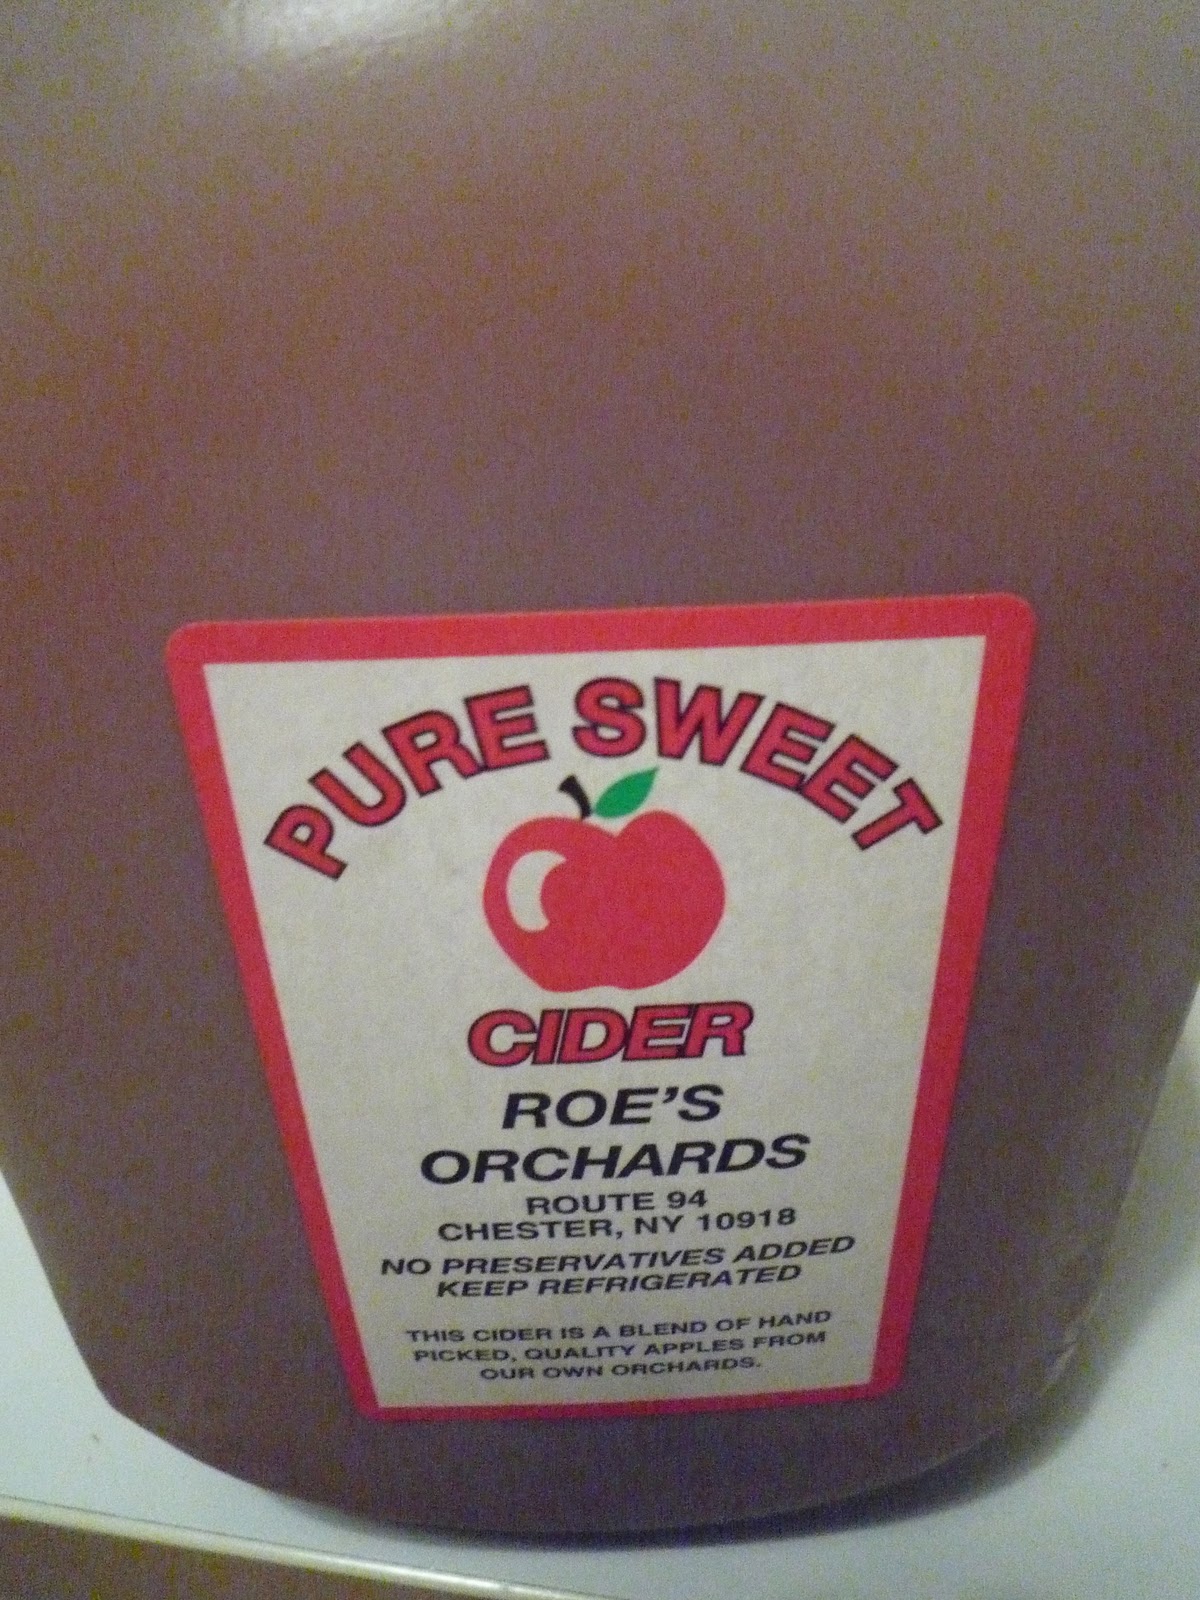 PURE SWEET
CIDER
ROE'S
ORCHARDS
ROUTE 94
CHESTER, NY 10918
NO PRESERVATIVES ADDED
KEEP REFRIGERATED
THIS CIDER IS A BLEND OF HAND
PICKED, QUALITY APPLES FROM
OUR OWN ORCHARDS.